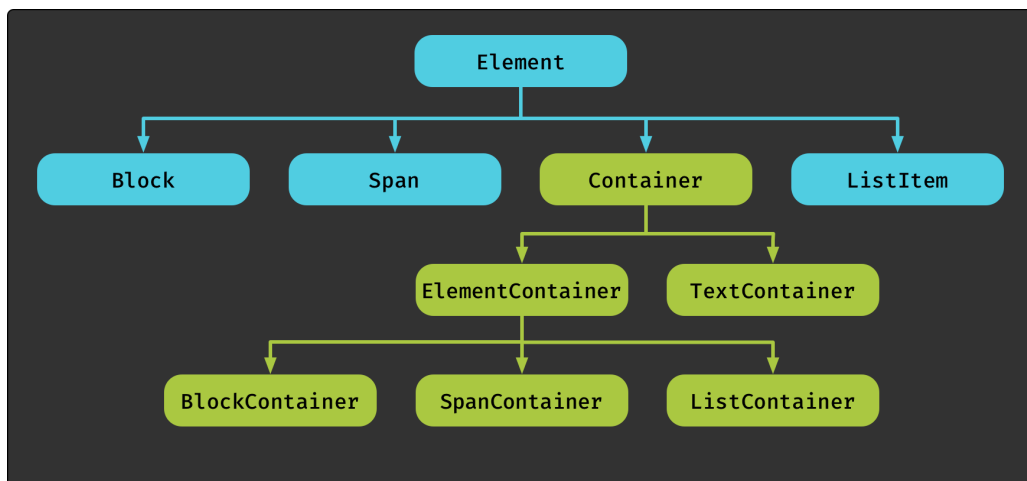 Element
Block
Span
Container
ListItem
ElementContainer
TextContainer
BlockContainer
SpanContainer
ListContainer